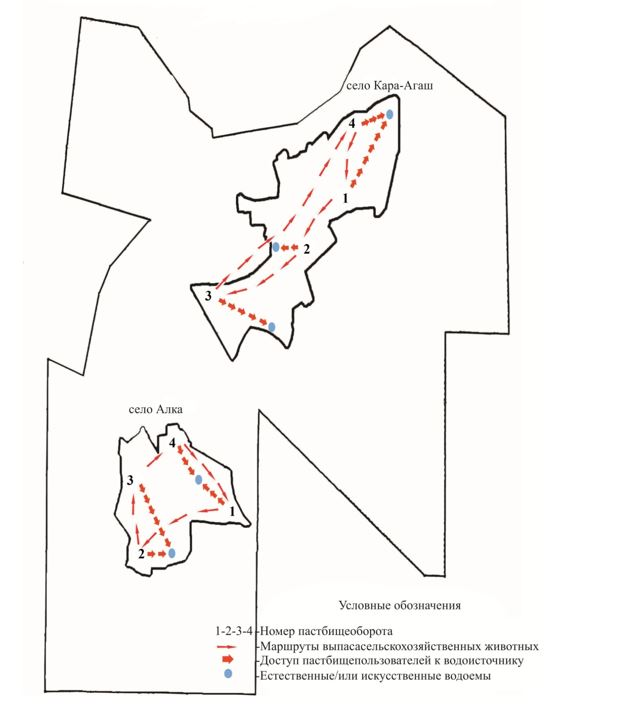 село Кара-Агаш
4
1
2
3
село Алка
4
3
1
2
Условные обозначения
1-2-3-4 -Номер пастбищеоборота
-Маршруты выпасасельскохозяйственных животных
-Доступ пастбищепользователей к водоисточнику
-Естественные/или искусственные водоемы